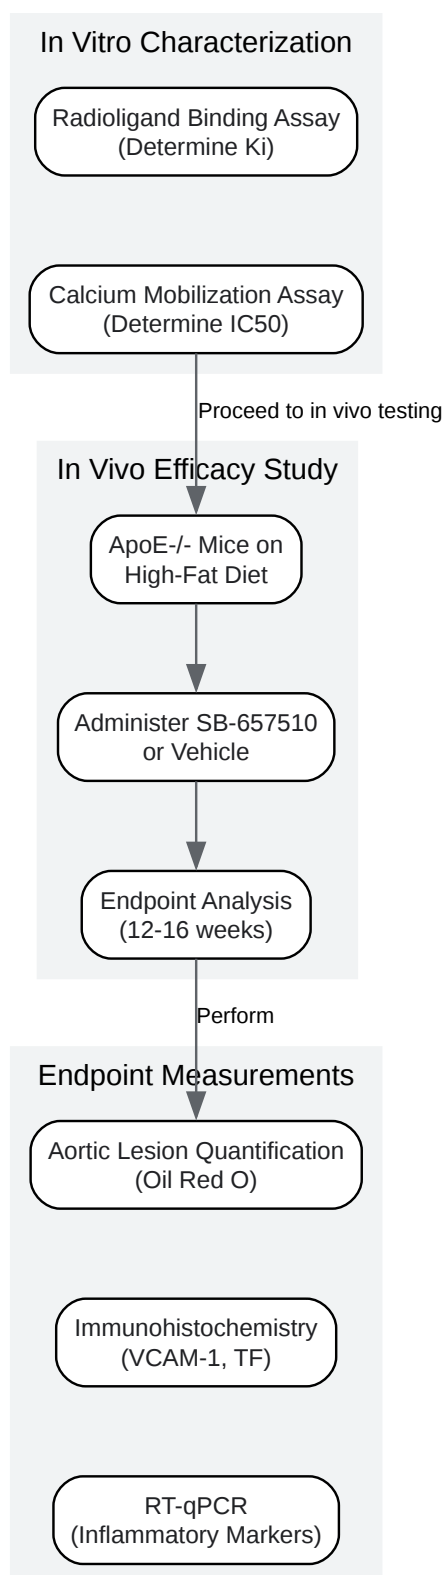 In Vitro Characterization
Radioligand Binding Assay
(Determine Ki)
Calcium Mobilization Assay
(Determine IC50)
Proceed to in vivo testing
In Vivo Efficacy Study
ApoE-/- Mice on
High-Fat Diet
Administer SB-657510
or Vehicle
Endpoint Analysis
(12-16 weeks)
Perform
Endpoint Measurements
Aortic Lesion Quantification
(Oil Red O)
Immunohistochemistry
(VCAM-1, TF)
RT-qPCR
(Inflammatory Markers)